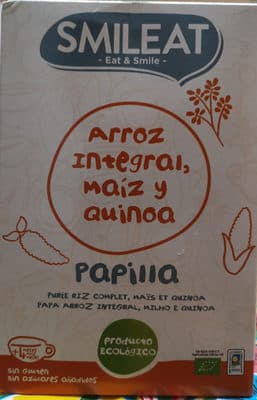 SMILEAT
- Eat & Smile -
Arroz
Integral,
maíz y
Quinoa
Papilla
PURÉE RIZ COMPLET, MAÏS ET QUINOA
PAPA ARROZ INTEGRAL, MILHO E QUINOA
Producto
ECOLÓGICO
Sin Gluten
Sin azúcares añadidos